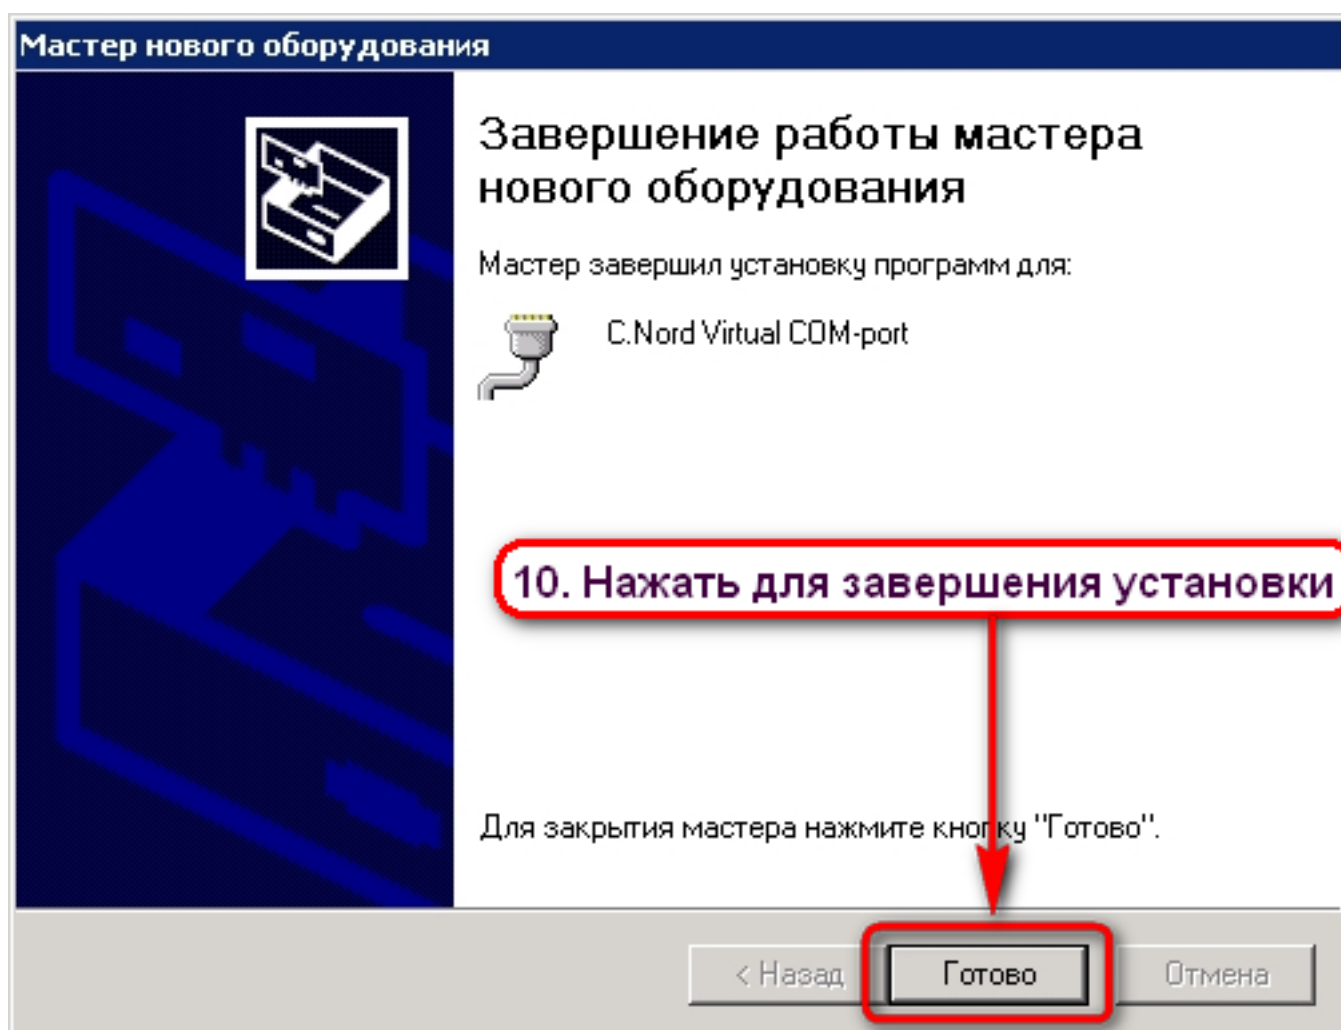 Мастер нового оборудования
Завершение работы мастера
нового оборудования
Мастер завершил установку программ для:
C.Nord Virtual COM-port
10. Нажать для завершения установки
Для закрытия мастера нажмите кнопку "Готово".
< Назад
Готово
Отмена